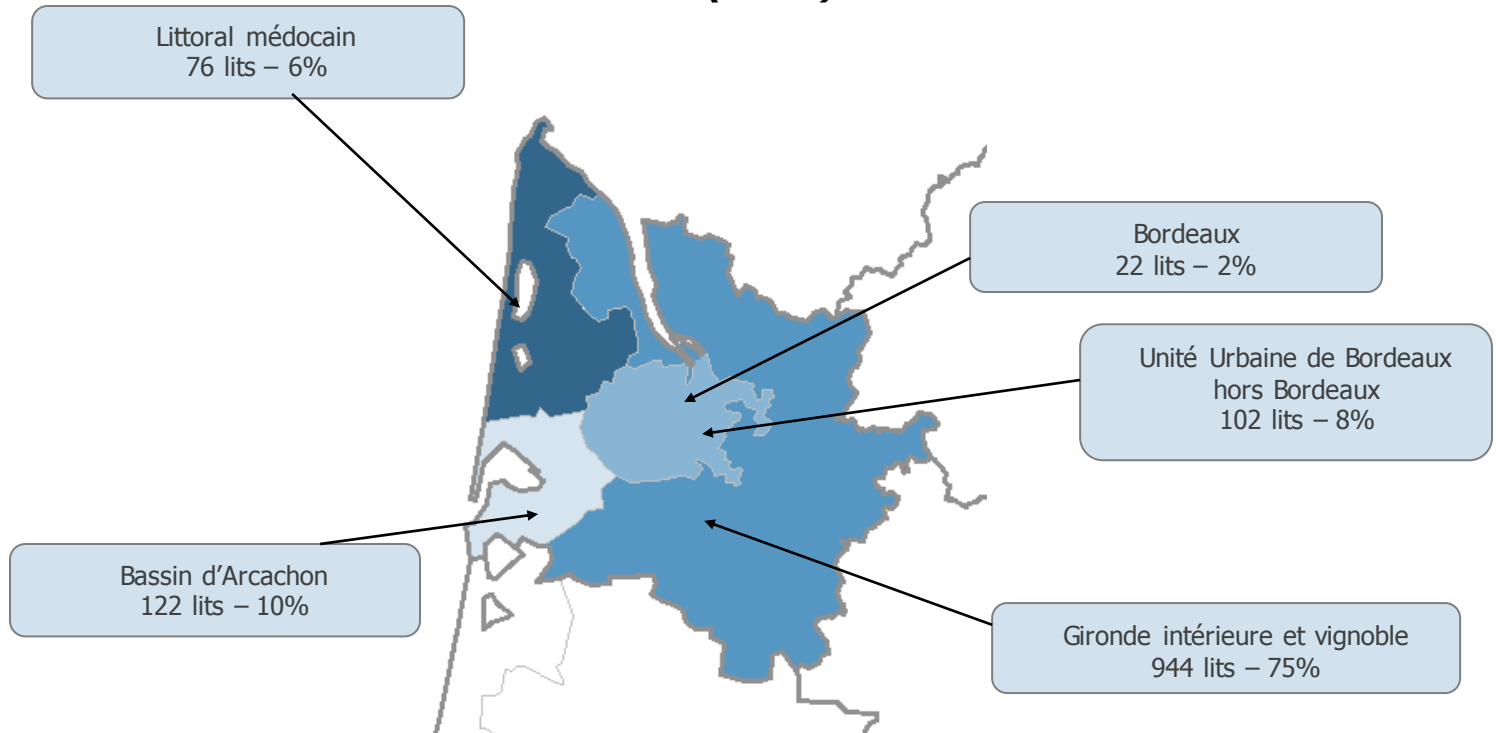 Littoral médocain
76 lits – 6%
Bordeaux
22 lits – 2%
Unité Urbaine de Bordeaux
hors Bordeaux
102 lits – 8%
Bassin d’Arcachon
122 lits – 10%
Gironde intérieure et vignoble
944 lits – 75%